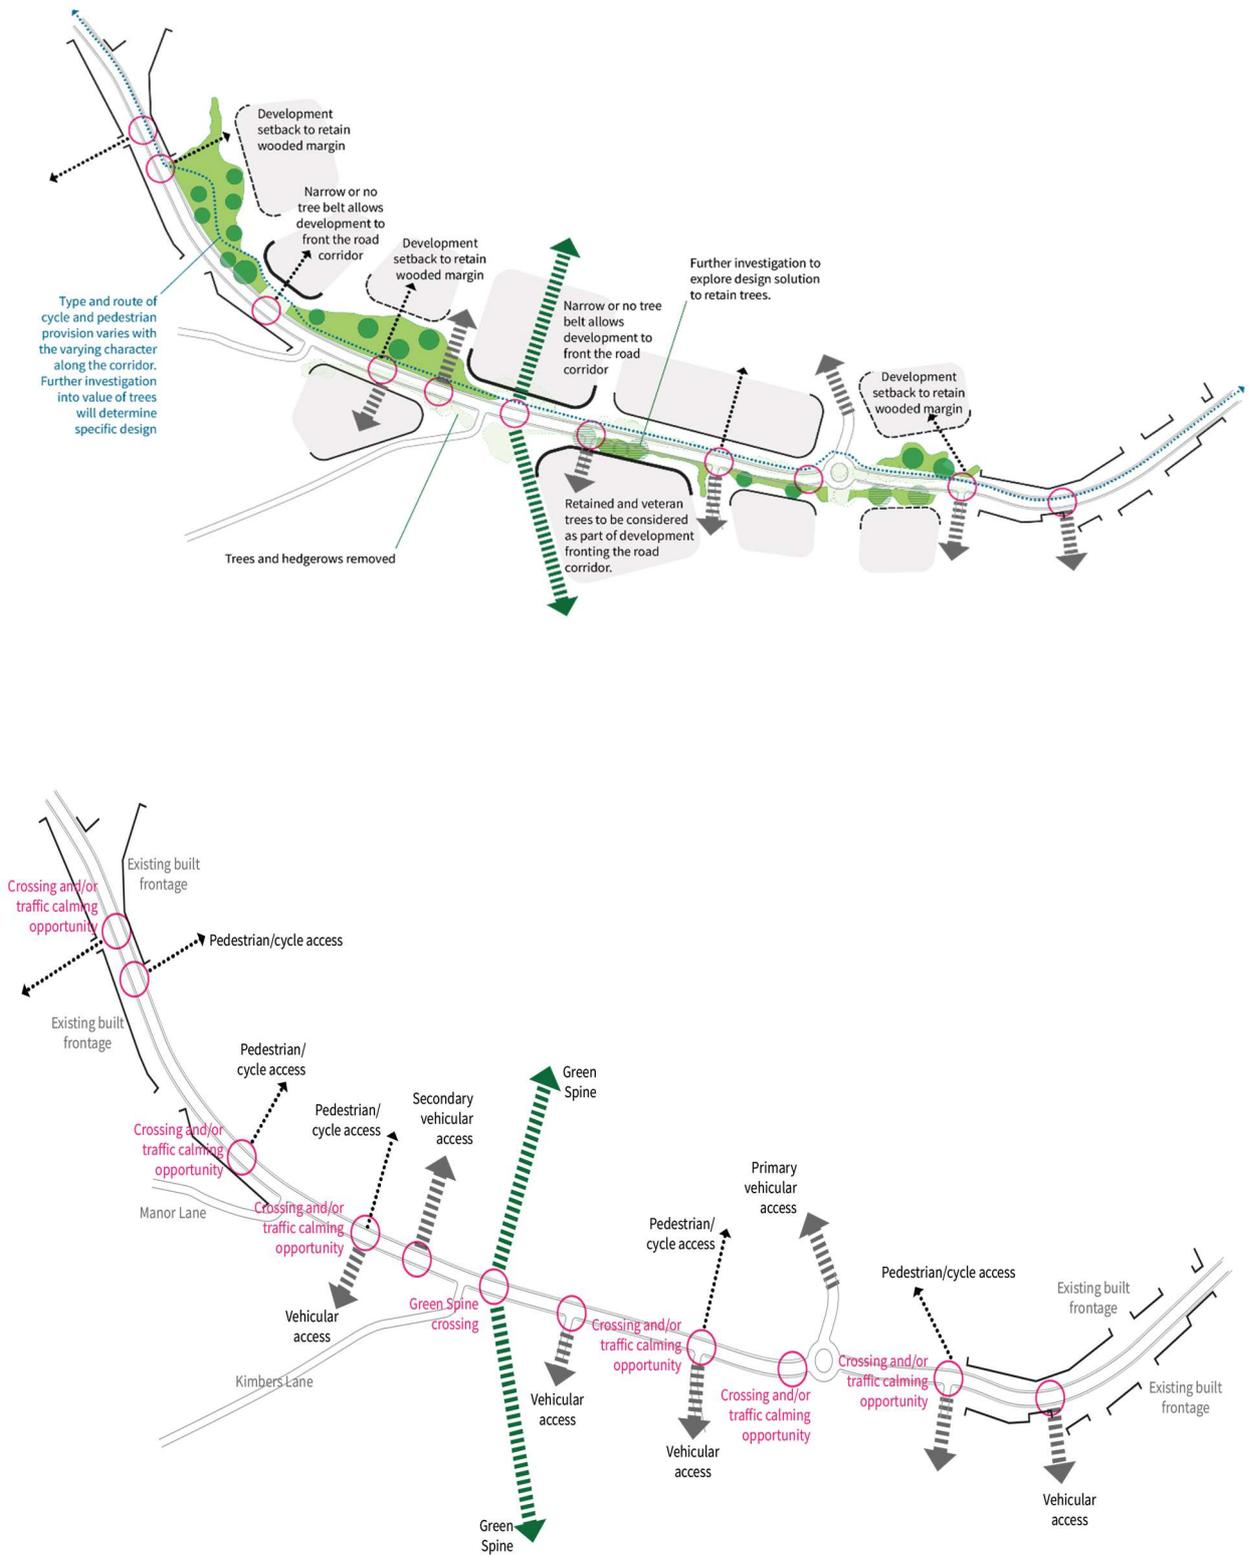 Development
setback to retain
wooded margin
Narrow or no
tree belt allows
development to
front the road
corridor
Development
setback to retain
wooded margin
Further investigation to
explore design solution
to retain trees.
Type and route of
cycle and pedestrian
provision varies with
the varying character
along the corridor.
Further investigation
into value of trees
will determine
specific design
Narrow or no tree
belt allows
development to
front the road
corridor
Development
setback to retain
wooded margin
Retained and veteran
trees to be considered
as part of development
fronting the road
corridor.
Trees and hedgerows removed
Existing built
frontage
Crossing and/or
traffic calming
opportunity
Pedestrian/cycle access
Existing built
frontage
Pedestrian/
cycle access
Green
Spine
Pedestrian/
cycle access
Secondary
vehicular
access
Crossing and/or
traffic calming
opportunity
Manor Lane
Crossing and/or
traffic calming
opportunity
Primary
vehicular
access
Pedestrian/
cycle access
Pedestrian/cycle access
Existing built
frontage
Vehicular
access
Green Spine
crossing
Crossing and/or
traffic calming
opportunity
Crossing and/or
traffic calming
opportunity
Kimbers Lane
Vehicular
access
Crossing and/or
traffic calming
opportunity
Existing built
frontage
Vehicular
access
Vehicular
access
Green
Spine